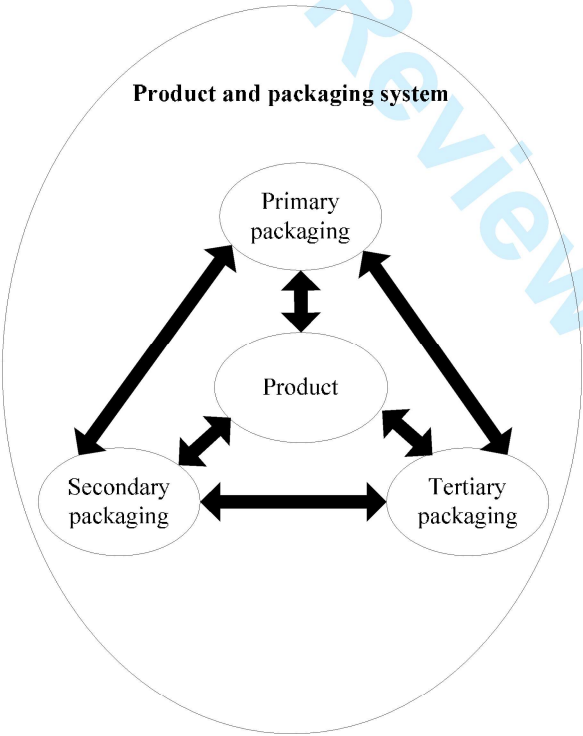 Review
Product and packaging system
Primary
packaging
Product
Secondary
packaging
Tertiary
packaging